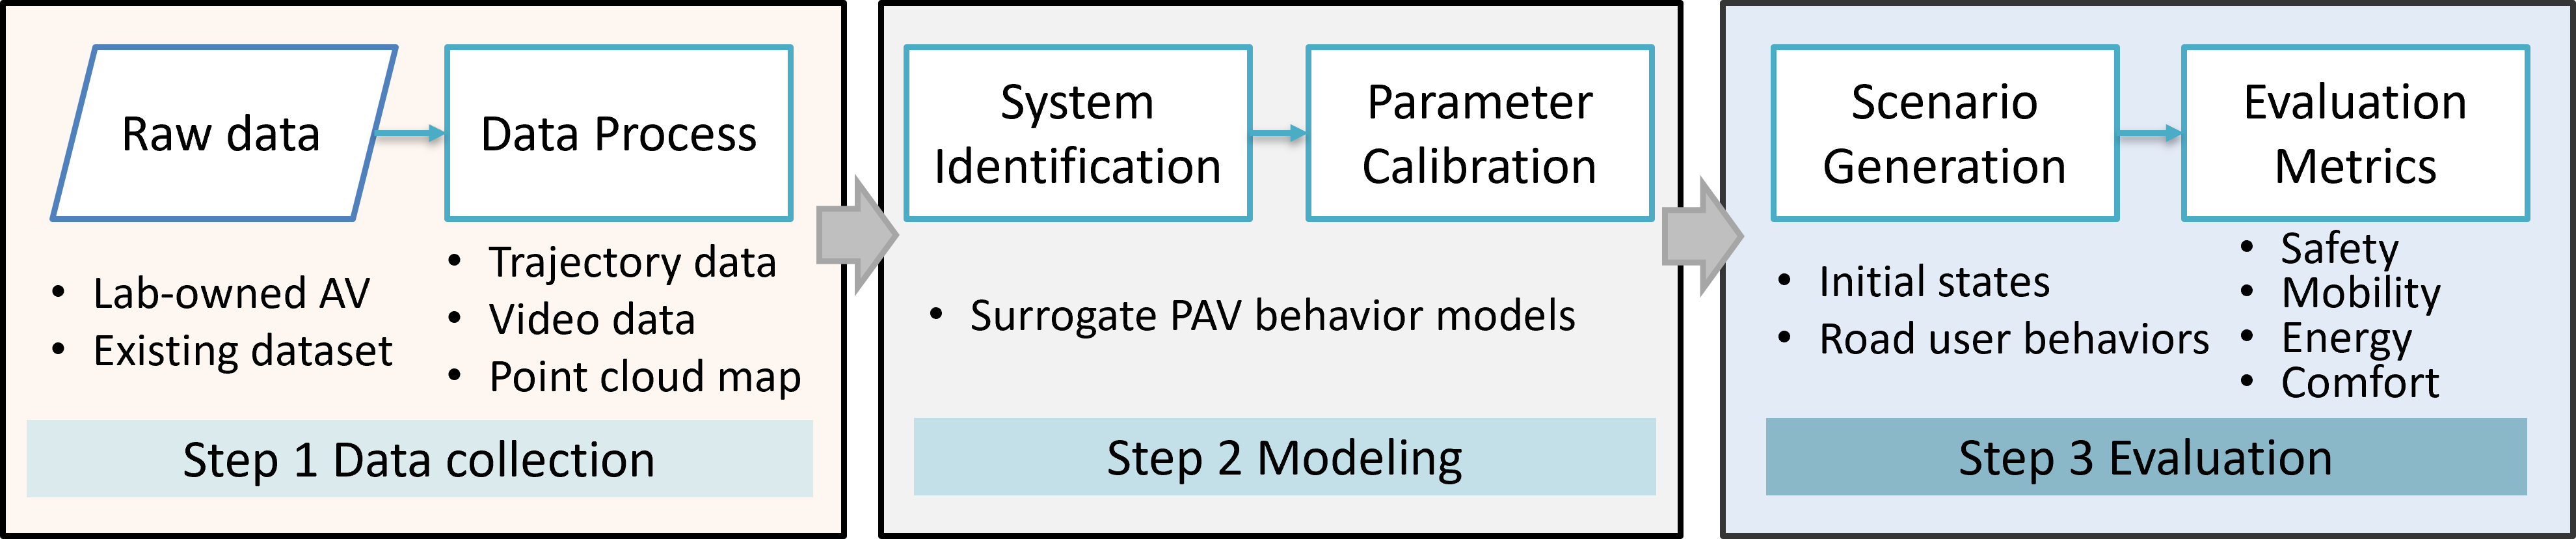 Raw data
Data Process
• Lab-owned AV
• Existing dataset
• Trajectory data
• Video data
• Point cloud map
Step 1 Data collection
System
Identification
Parameter
Calibration
• Surrogate PAV behavior models
Step 2 Modeling
Scenario
Generation
Evaluation
Metrics
• Initial states
• Road user behaviors
• Safety
• Mobility
• Energy
• Comfort
Step 3 Evaluation